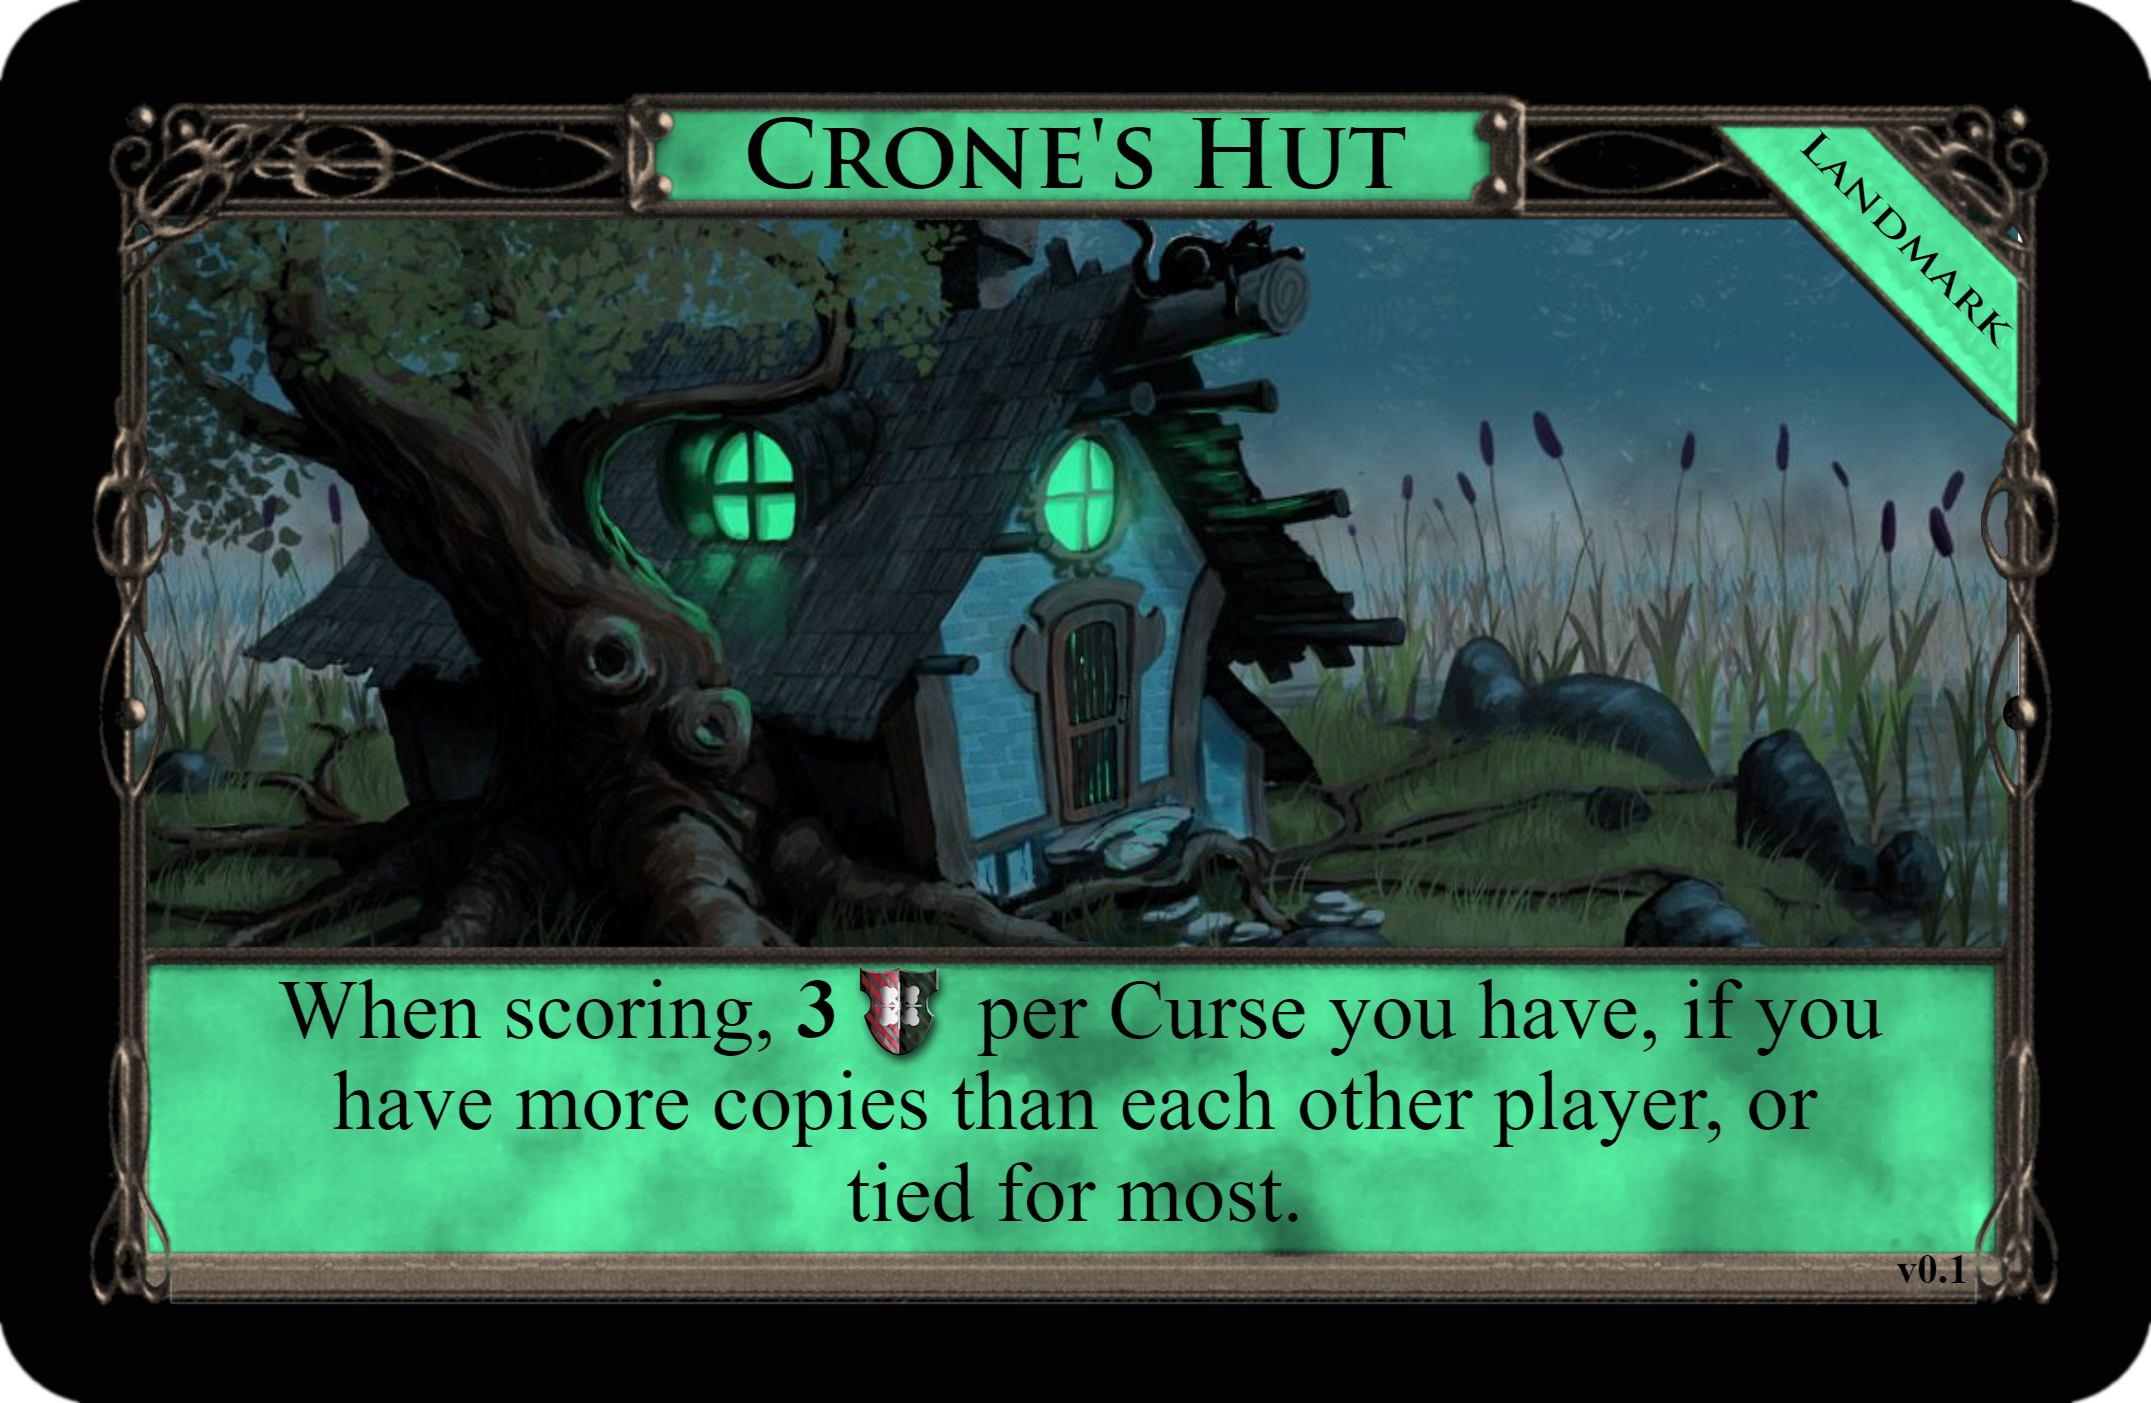 CRONE'S HUT
LANDMARK
When scoring, 3 per Curse you have, if you
have more copies than each other player, or
tied for most.
v0.1